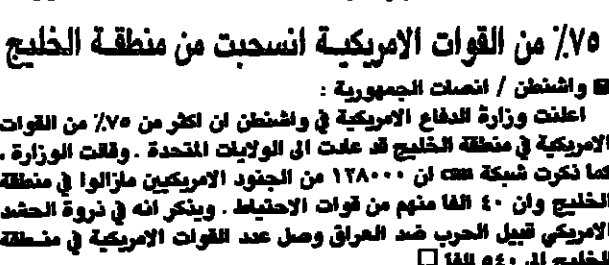 ٧٥٪ من القوات الامريكيـة انسحبت من منطقـة الخليج
واشنطن / انصات الجمهورية :
اعلنت وزارة الدفاع الامريكية في واشنطن ان اكثر من ٧٥٪ من القوات
الامريكية في منطقة الخليج قد عادت الى الولايات المتحدة . وقالت الوزارة ،
كما ذكرت شبكة cnn ان ١٢٨٠٠٠ من الجنود الامريكيين مازالوا في منطقة
الخليج وان ٤٠ الفا منهم من قوات الاحتياط . ويذكر انه في ذروة الحشد
الامريكي قبيل الحرب ضد العراق وصل عدد القوات الامريكية في منـطقة
الخليج الى ٥٤٠ الفا